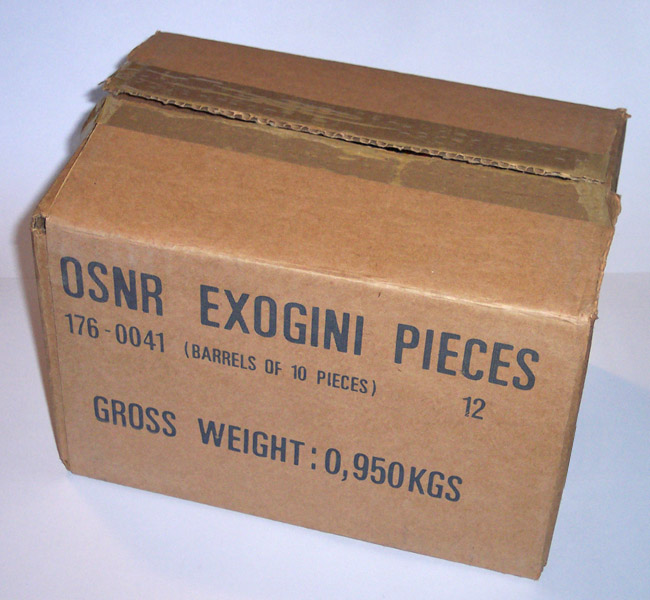 OSNR EXOGINI PIECES
176-0041 (BARRELS OF 10 PIECES) 12
GROSS WEIGHT: 0,950KGS